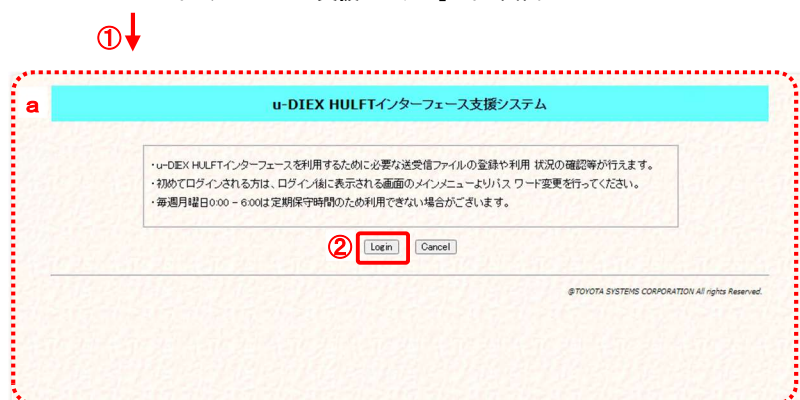 ①
a
u-DIEX HULFTインターフェース支援システム
・u-DIEX HULFTインターフェースを利用するために必要な送受信ファイルの登録や利用 状況の確認等が行えます。
・初めてログインされる方は、ログイン後に表示される画面のメインメニューよりパス ワード変更を行ってください。
・毎週月曜日0:00 - 6:00は定期保守時間のため利用できない場合がございます。
② Login Cancel
@TOYOTA SYSTEMS CORPORATION All rights Reserved.